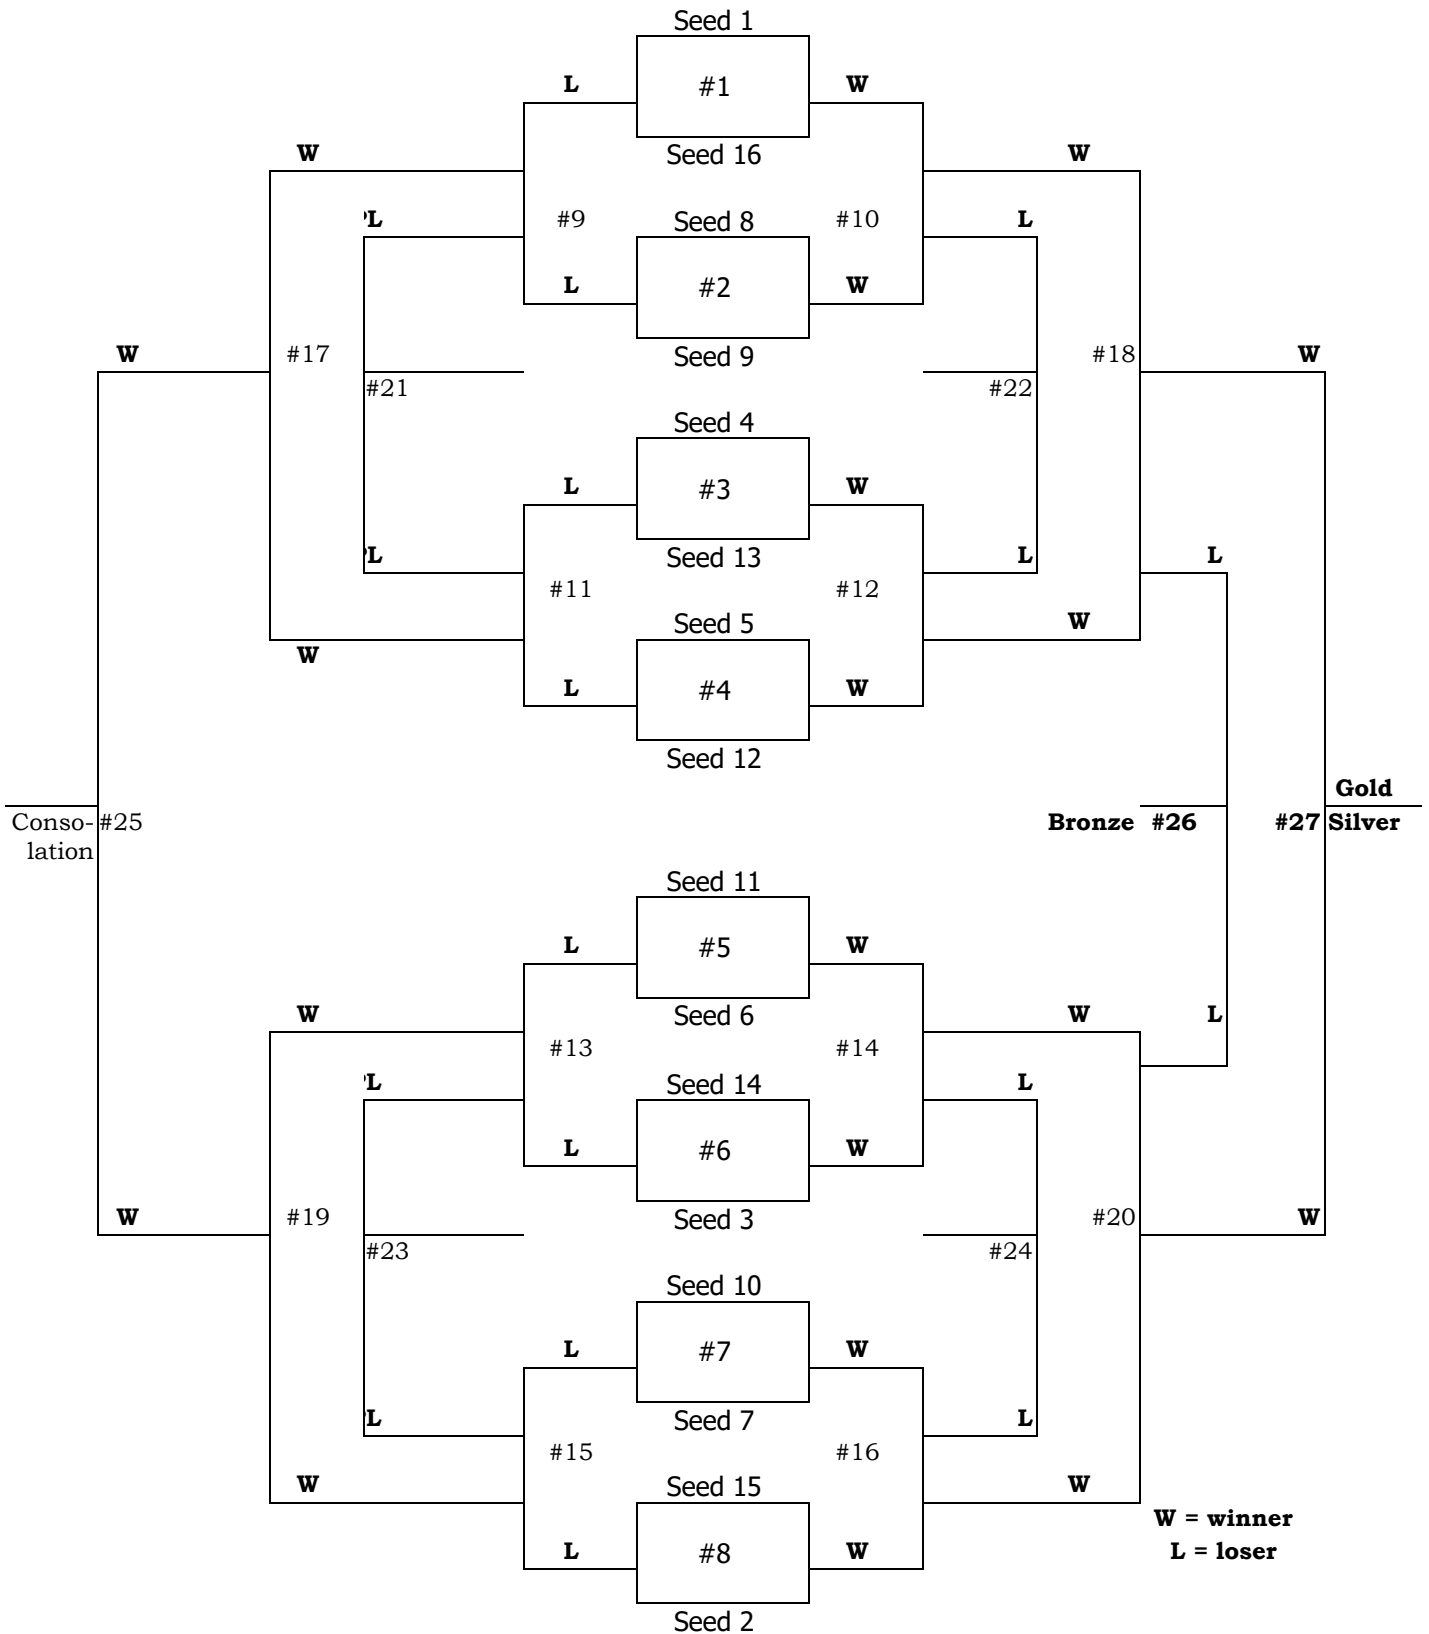 Seed 1
L #1 W
W Seed 16 W
L #9 Seed 8 #10 L
L #2 W
W #17 Seed 9 #18 W
#21 #22
Seed 4
L #3 W
L Seed 13 L L
#11 #12
Seed 5 W
W
L #4 W
Seed 12
Gold
Conso- #25 Bronze #26 #27 Silver
lation
Seed 11
L #5 W
W Seed 6 W L
#13 #14
L Seed 14 L
L #6 W
W #19 Seed 3 #20 W
#23 #24
Seed 10
L #7 W
L Seed 7 L
#15 #16
W Seed 15 W
W = winner
L #8 W L = loser
Seed 2